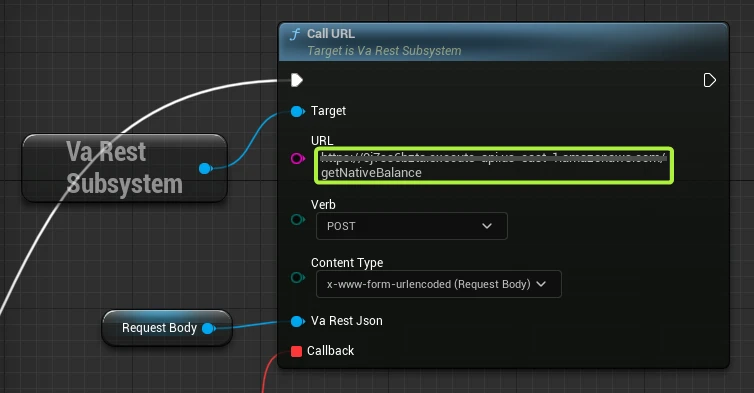 f Call URL
Target is Va Rest Subsystem
Target
URL
getNativeBalance
Va Rest
Subsystem
Verb
POST
Content Type
x-www-form-urlencoded (Request Body)
Request Body
Va Rest Json
Callback